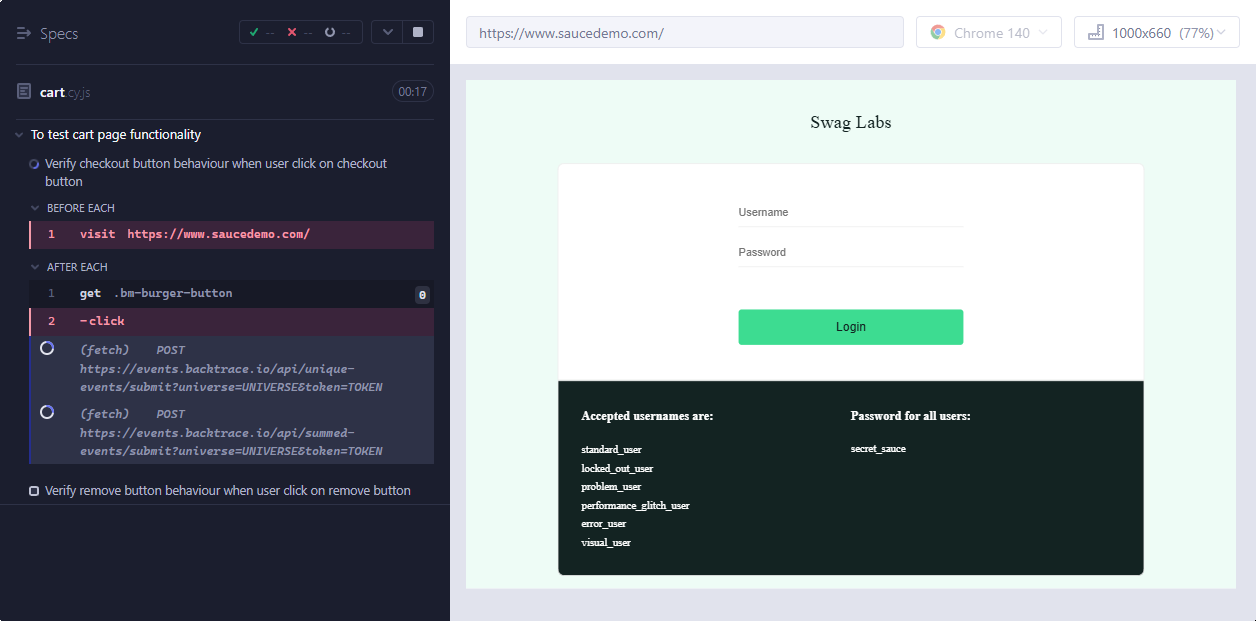 Specs
-- -- --
cart.cy.js
00:17
To test cart page functionality
Verify checkout button behaviour when user click on checkout
button
BEFORE EACH
1 visit https://www.saucedemo.com/
AFTER EACH
1 get .bm-burger-button 0
2 -click
(fetch) POST
https://events.backtrace.io/api/unique-
events/submit?universe=UNIVERSE&token=TOKEN
(fetch) POST
https://events.backtrace.io/api/summed-
events/submit?universe=UNIVERSE&token=TOKEN
Verify remove button behaviour when user click on remove button
https://www.saucedemo.com/
Chrome 140
1000x660 (77%)
Swag Labs
Username
Password
Login
Accepted usernames are:
standard_user
locked_out_user
problem_user
performance_glitch_user
error_user
visual_user
Password for all users:
secret_sauce